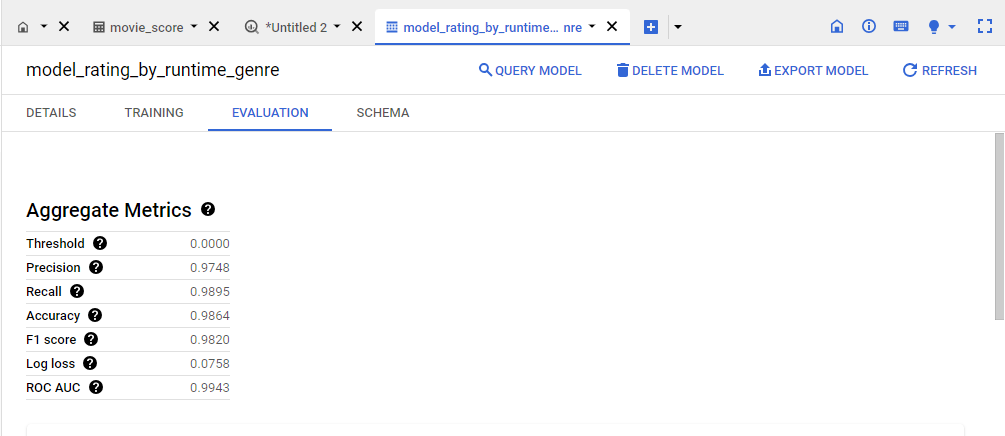 movie_score *Untitled 2 model_rating_by_runtime... nre
model_rating_by_runtime_genre QUERY MODEL DELETE MODEL EXPORT MODEL REFRESH
DETAILS TRAINING EVALUATION SCHEMA
Aggregate Metrics
Threshold 0.0000
Precision 0.9748
Recall 0.9895
Accuracy 0.9864
F1 score 0.9820
Log loss 0.0758
ROC AUC 0.9943